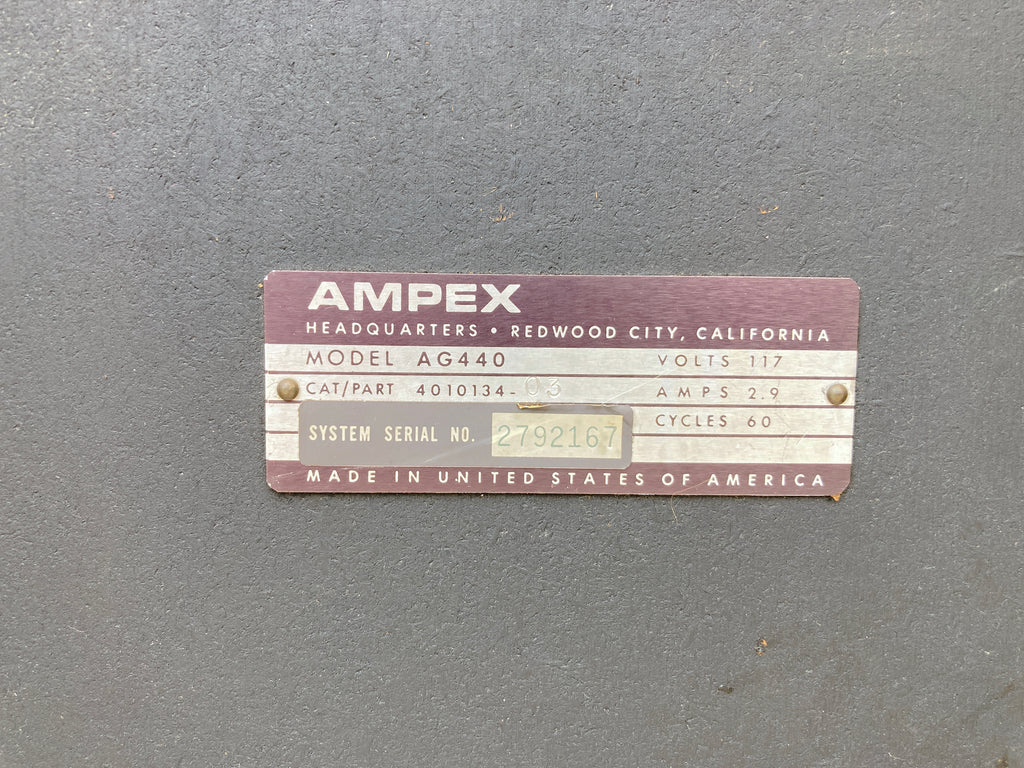 AMPEX
HEADQUARTERS • REDWOOD CITY, CALIFORNIA
MODEL AG440 VOLTS 117
CAT/PART 4010134-03 AMPS 2.9
CYCLES 60
SYSTEM SERIAL NO. 2792167
MADE IN UNITED STATES OF AMERICA